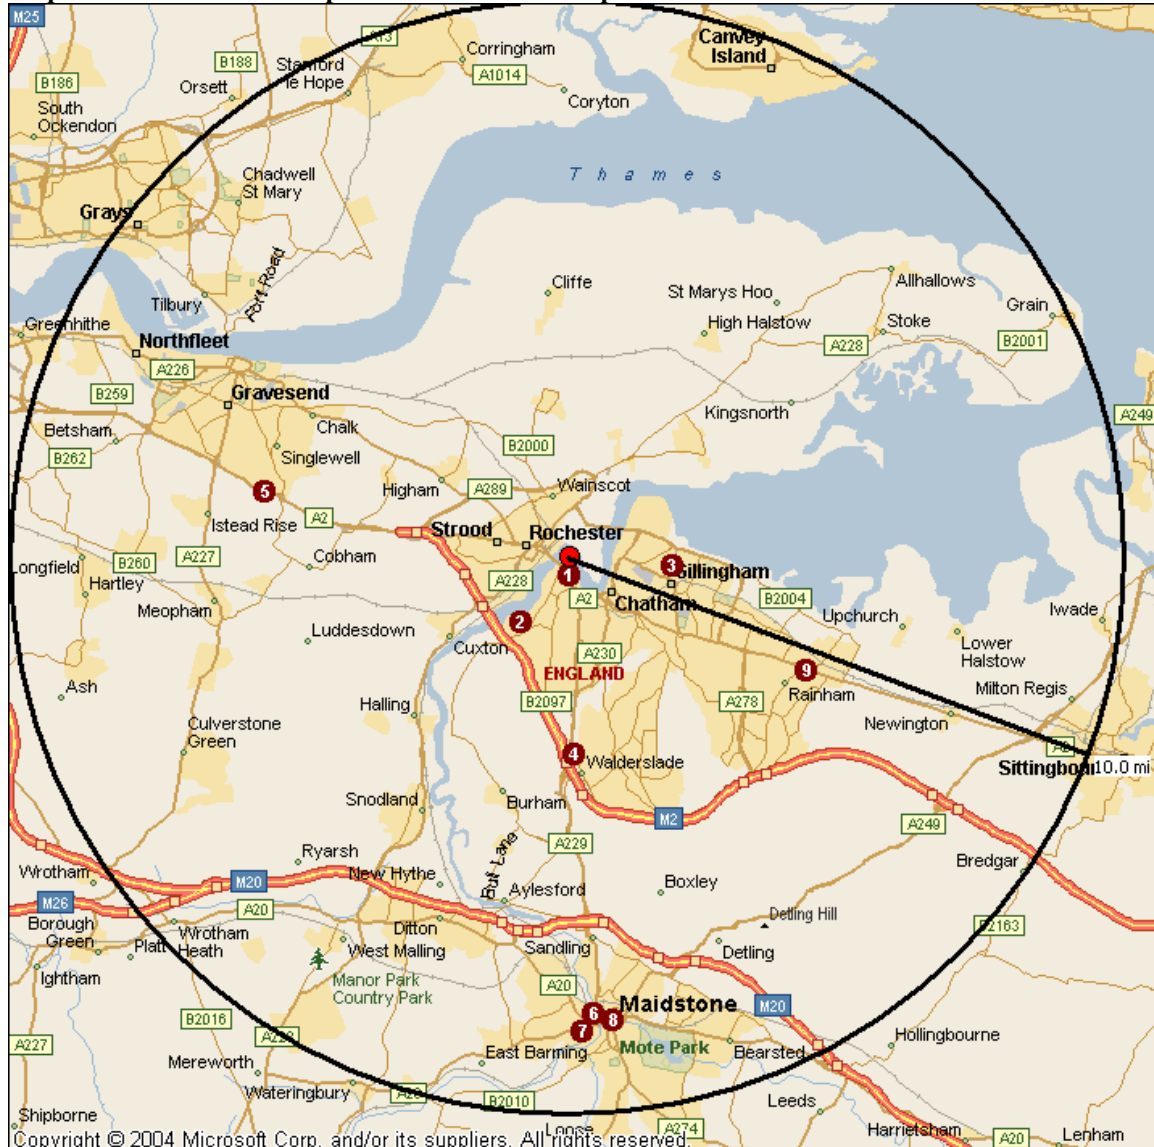 M25
A13
Canvey
Island
Corringham
B188
Stanford
le Hope
A1014
B186
Orsett
Coryton
South
Ockendon
Thames
Chadwell
St Mary
Grays
Fort Road
Cliffe
Allhallows
St Marys Hoo
Tilbury
Grain
Greenhithe
High Halstow
Stoke
Northfleet
B2001
A228
A226
B259
Gravesend
Kingsnorth
A249
Betsham
Chalk
B2000
B262
Singlewell
Higham
A289
Wainscot
5
Istead Rise
A2
Strood
Rochester
Longfield
B260
Cobham
3
Gillingham
Hartley
A227
A228
1
A2
Chatham
B2004
Meopham
Upchurch
Iwade
2
Luddesdown
Cuxton
A230
Lower
Halstow
ENGLAND
9
Ash
Rainham
Milton Regis
Halling
B2097
A278
Newington
Culverstone
Green
4
Walderslade
Sittingbou
10.0 mi
Snodland
Burham
M2
A249
A229
Ryarsh
Bull Lane
Bredgar
Wrotham
M20
New Hythe
Aylesford
Boxley
M26
A20
Detling Hill
Borough
Green
Wrotham
Heath
Ditton
B2163
Platt
West Malling
Sandling
Detling
Ightham
Manor Park
Country Park
A20
Maidstone
M20
B2016
6
8
7
A228
Hollingbourne
A227
Mote Park
East Barming
Bearsted
Mereworth
Wateringbury
A26
B2010
Leeds
Shipborne
Loose
A274
Harrietsham
A20
Lenham
Copyright © 2004 Microsoft Corp. and/or its suppliers. All rights reserved.